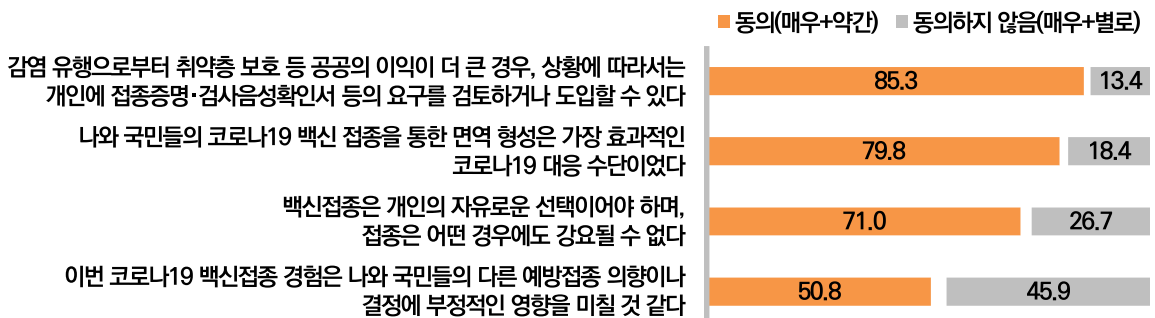 동의(매우+약간) 동의하지 않음(매우+별로)
감염 유행으로부터 취약층 보호 등 공공의 이익이 더 큰 경우, 상황에 따라서는
개인에 접종증명·검사음성확인서 등의 요구를 검토하거나 도입할 수 있다
85.3 13.4
나와 국민들의 코로나19 백신 접종을 통한 면역 형성은 가장 효과적인
코로나19 대응 수단이었다
79.8 18.4
백신접종은 개인의 자유로운 선택이어야 하며,
접종은 어떤 경우에도 강요될 수 없다
71.0 26.7
이번 코로나19 백신접종 경험은 나와 국민들의 다른 예방접종 의향이나
결정에 부정적인 영향을 미칠 것 같다
50.8 45.9